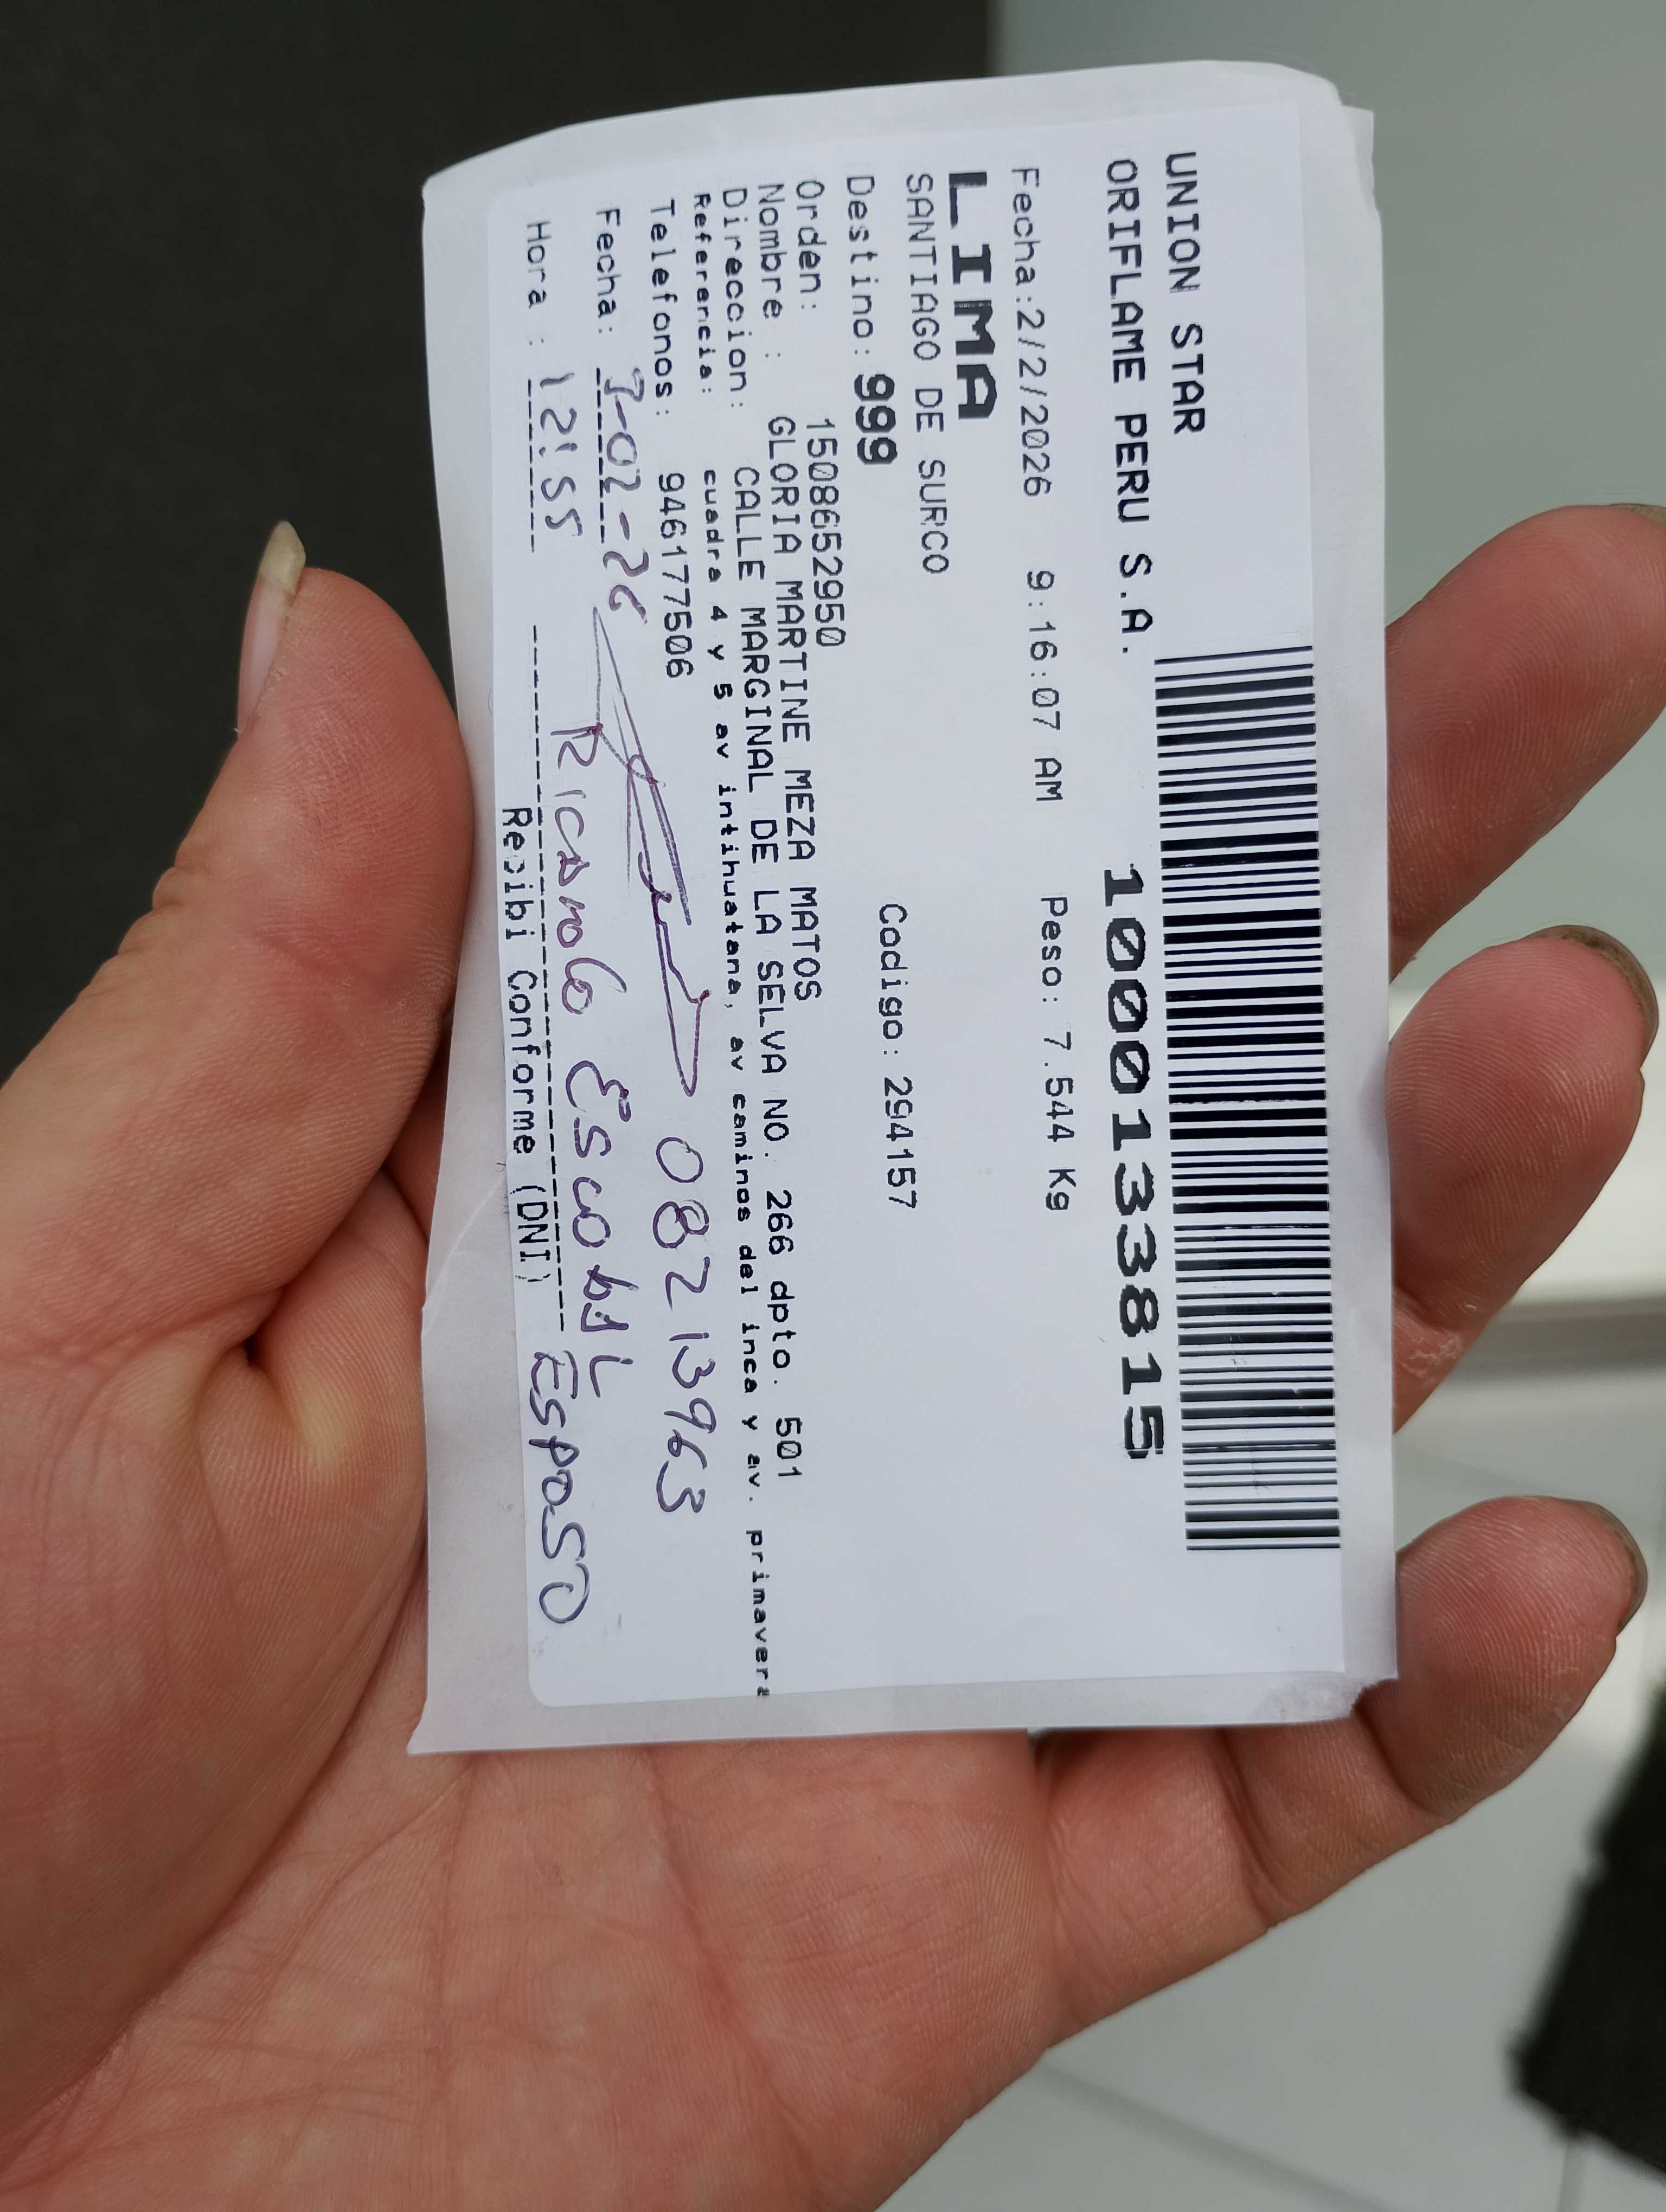 UNION STAR
ORIFLAME PERU S.A. 1000133815
Fecha:2/2/2026 9:16:07 AM Peso: 7.544 Kg
LIMA
SANTIAGO DE SURCO
Destino: 999 Codigo: 294157
Orden: 1508652950
Nombre : GLORIA MARTINE MEZA MATOS
Direccion: CALLE MARGINAL DE LA SELVA NO. 266 dpto. 501
Referencia: cuadra 4 y 5 av intihuatana, av caminos del inca y av. primavera
Telefonos: 946177506
08213963
Fecha: 3-02-26
Ricardo Escobal
Hora : 12:55
Esposo
Recibi Conforme (DNI)